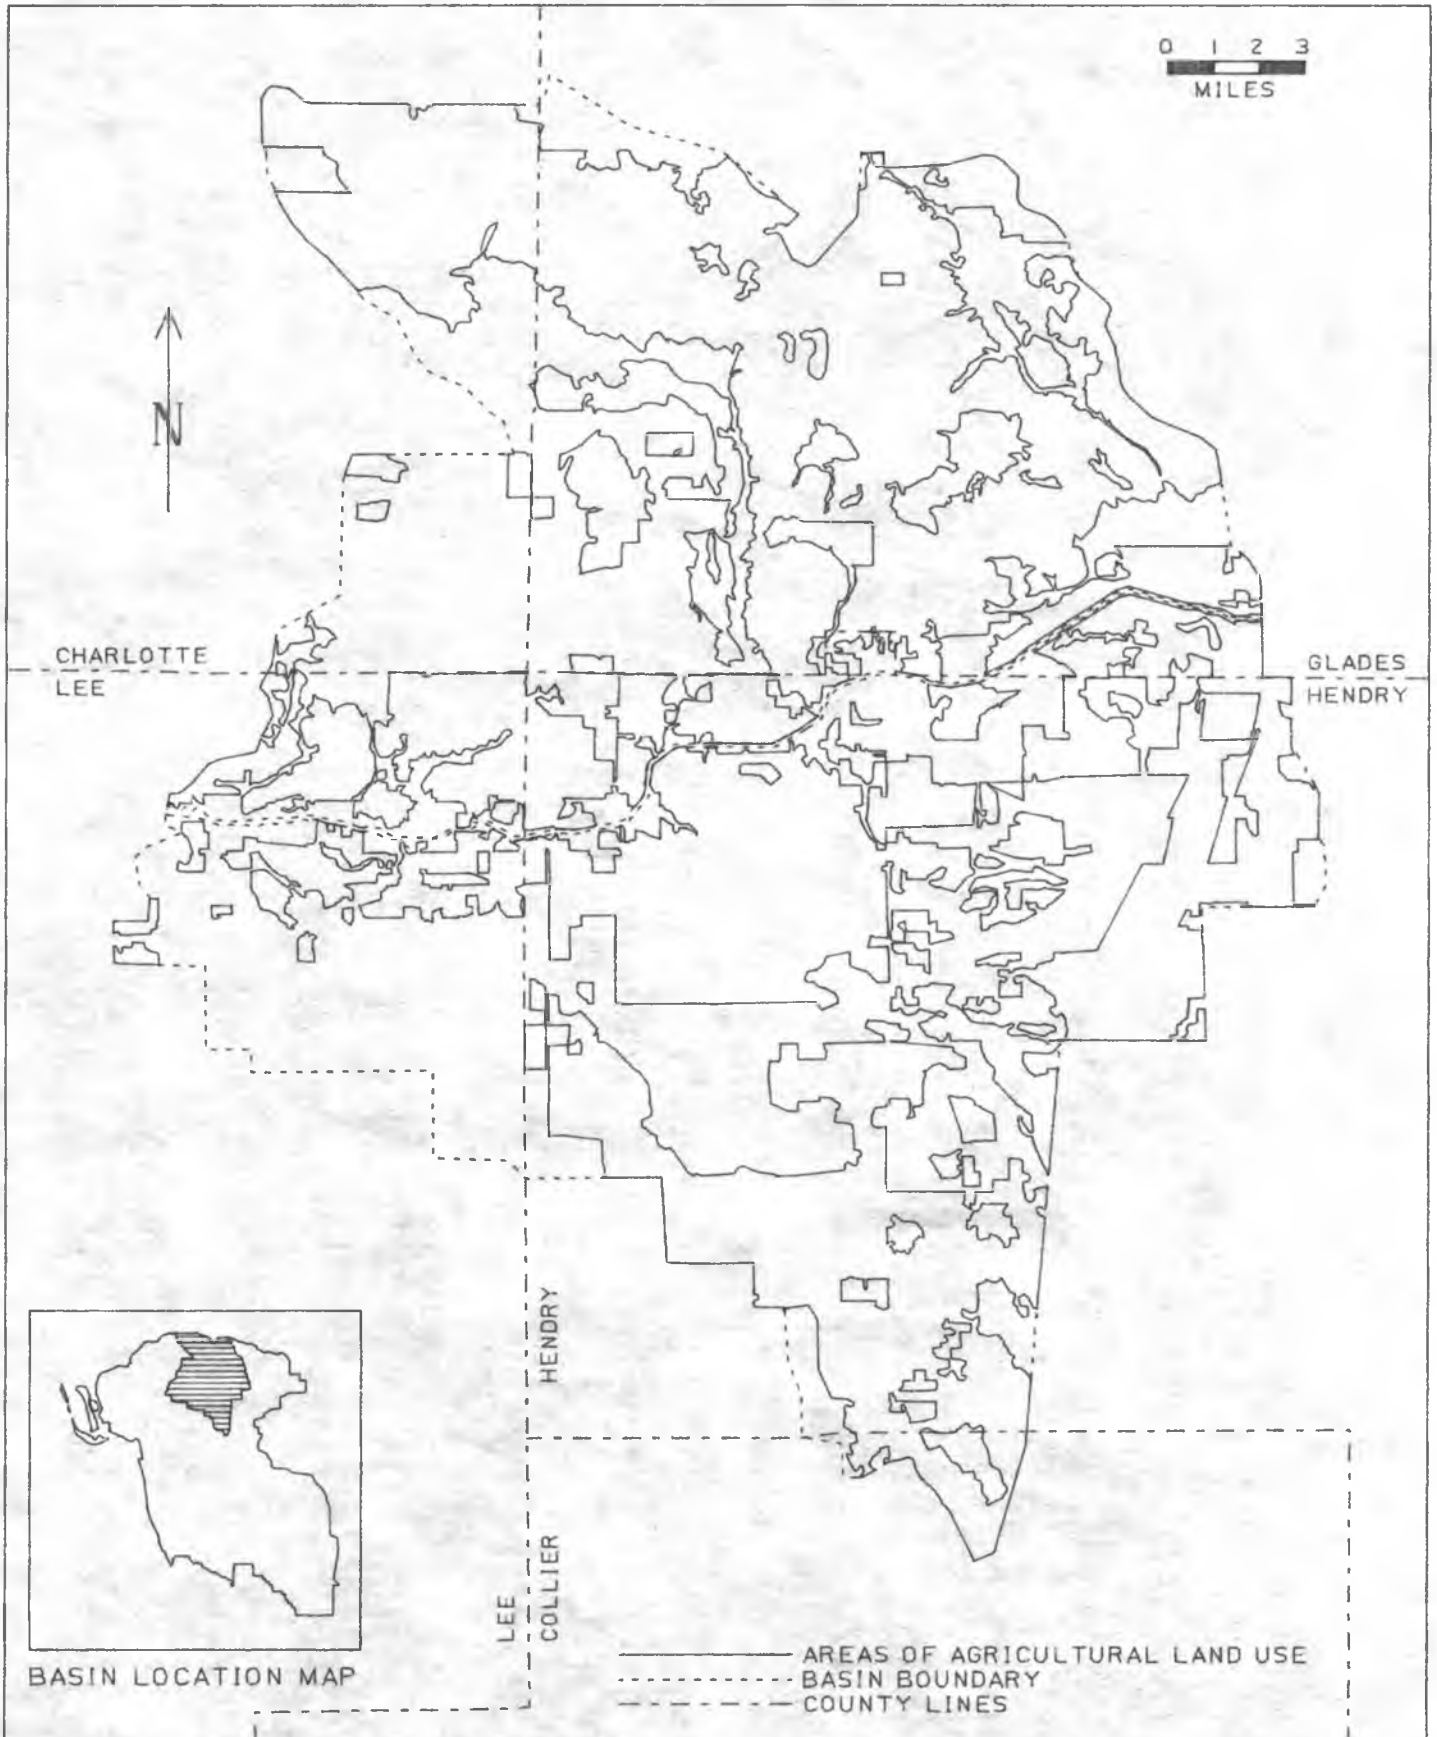 0 1 2 3
MILES
N
CHARLOTTE
LEE
GLADES
HENDRY
HENDRY
LEE
COLLIER
BASIN LOCATION MAP
AREAS OF AGRICULTURAL LAND USE
BASIN BOUNDARY
COUNTY LINES